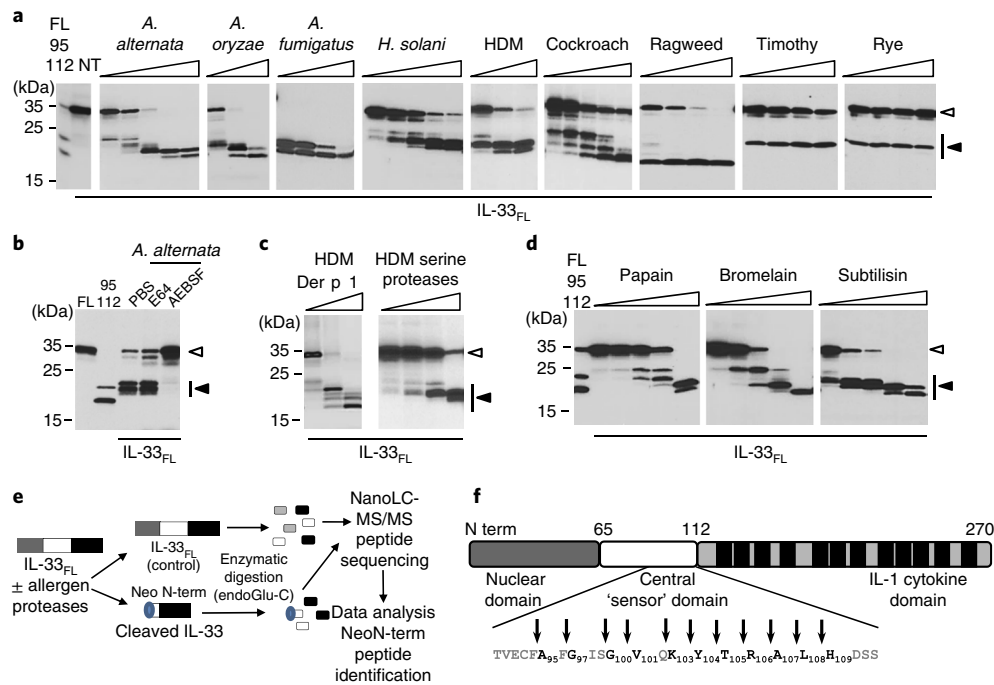 a
FL
95
112 NT
A.
alternata
A.
oryzae
A.
fumigatus
H. solani
HDM
Cockroach
Ragweed
Timothy
Rye
(kDa)
35
25
15
IL-33FL
b
A. alternata
FL
95
112
PBS
E64
AEBSF
(kDa)
35
25
15
IL-33FL
c
HDM
Der p 1
HDM serine
proteases
(kDa)
35
25
15
IL-33FL
d
FL
95
112
Papain
Bromelain
Subtilisin
(kDa)
35
25
15
IL-33FL
e
IL-33FL
± allergen
proteases
IL-33FL
(control)
Neo N-term
Cleaved IL-33
Enzymatic
digestion
(endoGlu-C)
NanoLC-
MS/MS
peptide
sequencing
Data analysis
NeoN-term
peptide
identification
f
N term
65
112
270
Nuclear
domain
Central
‘sensor’ domain
IL-1 cytokine
domain
TVECFA95FG97ISG100V101QK103Y104T105R106A107L108H109DSS